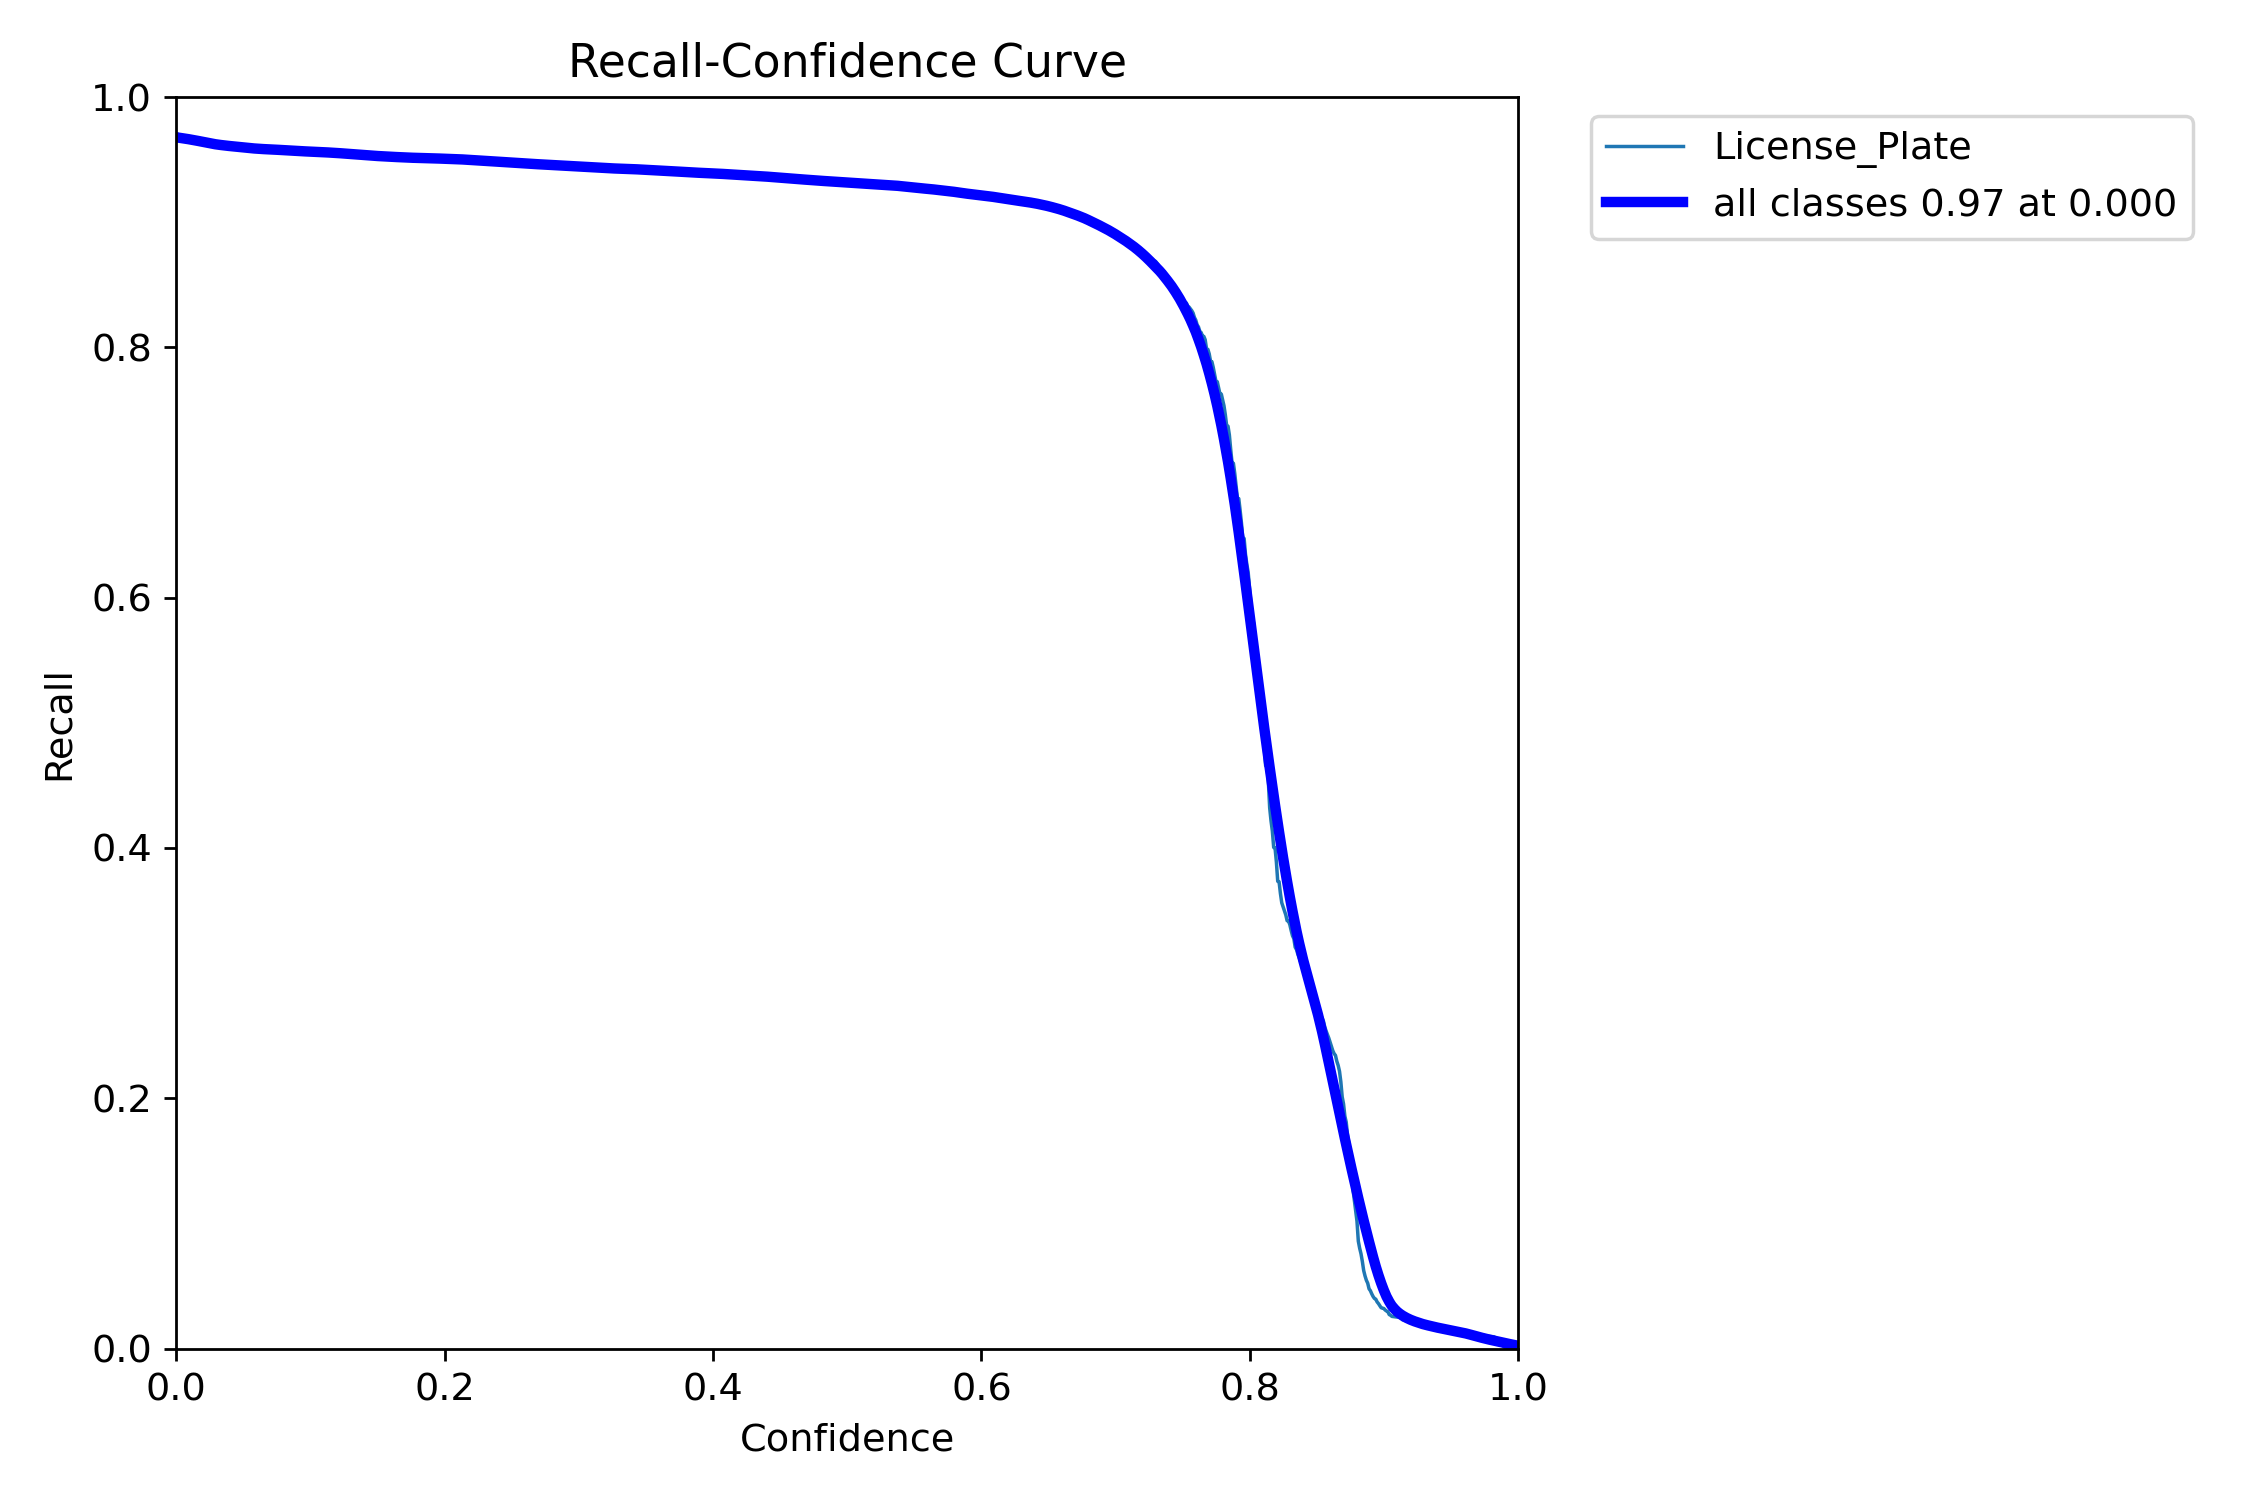 Recall-Confidence Curve
1.0
0.8
0.6
0.4
0.2
0.0
Recall
0.0 0.2 0.4 0.6 0.8 1.0
Confidence
License_Plate
all classes 0.97 at 0.000